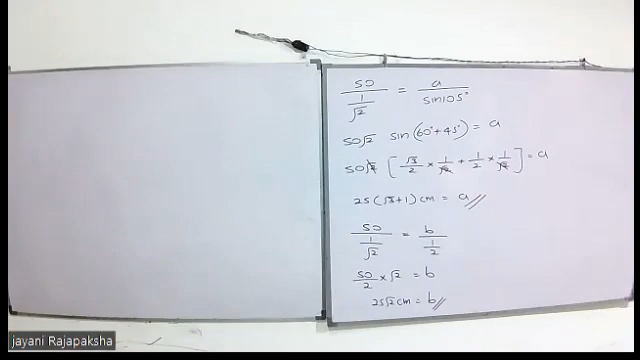 50 / (1/√2) = a / sin105°
50√2 sin(60°+45°) = a
50√2 [ √3/2 × 1/√2 + 1/2 × 1/√2 ] = a
25(√3+1) cm = a //
50 / (1/√2) = b / (1/2)
50/2 × √2 = b
25√2 cm = b //
jayani Rajapaksha